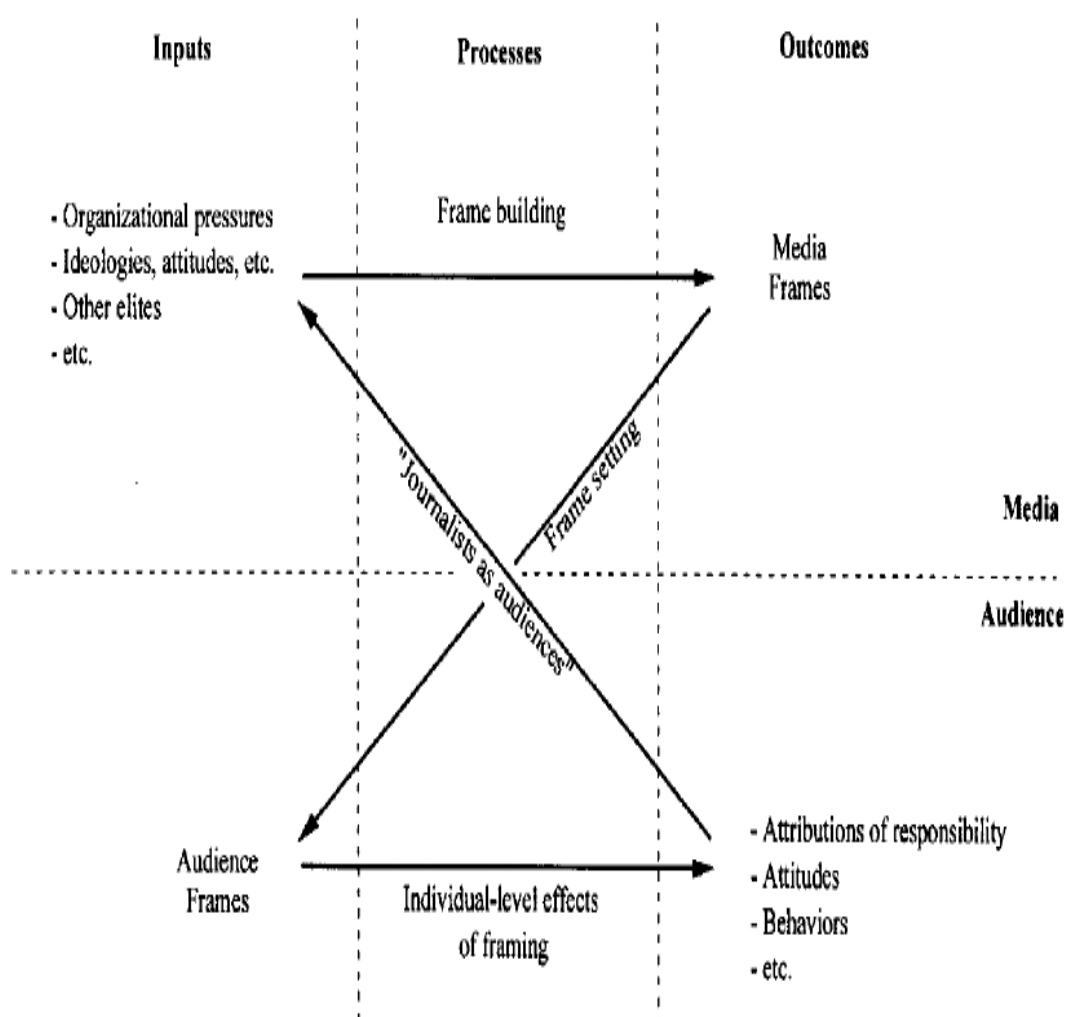 Inputs
Processes
Outcomes
- Organizational pressures
- Ideologies, attitudes, etc.
- Other elites
- etc.
Frame building
Media
Frames
"Journalists as audiences"
Frame setting
Media
Audience
Audience
Frames
Individual-level effects
of framing
- Attributions of responsibility
- Attitudes
- Behaviors
- etc.